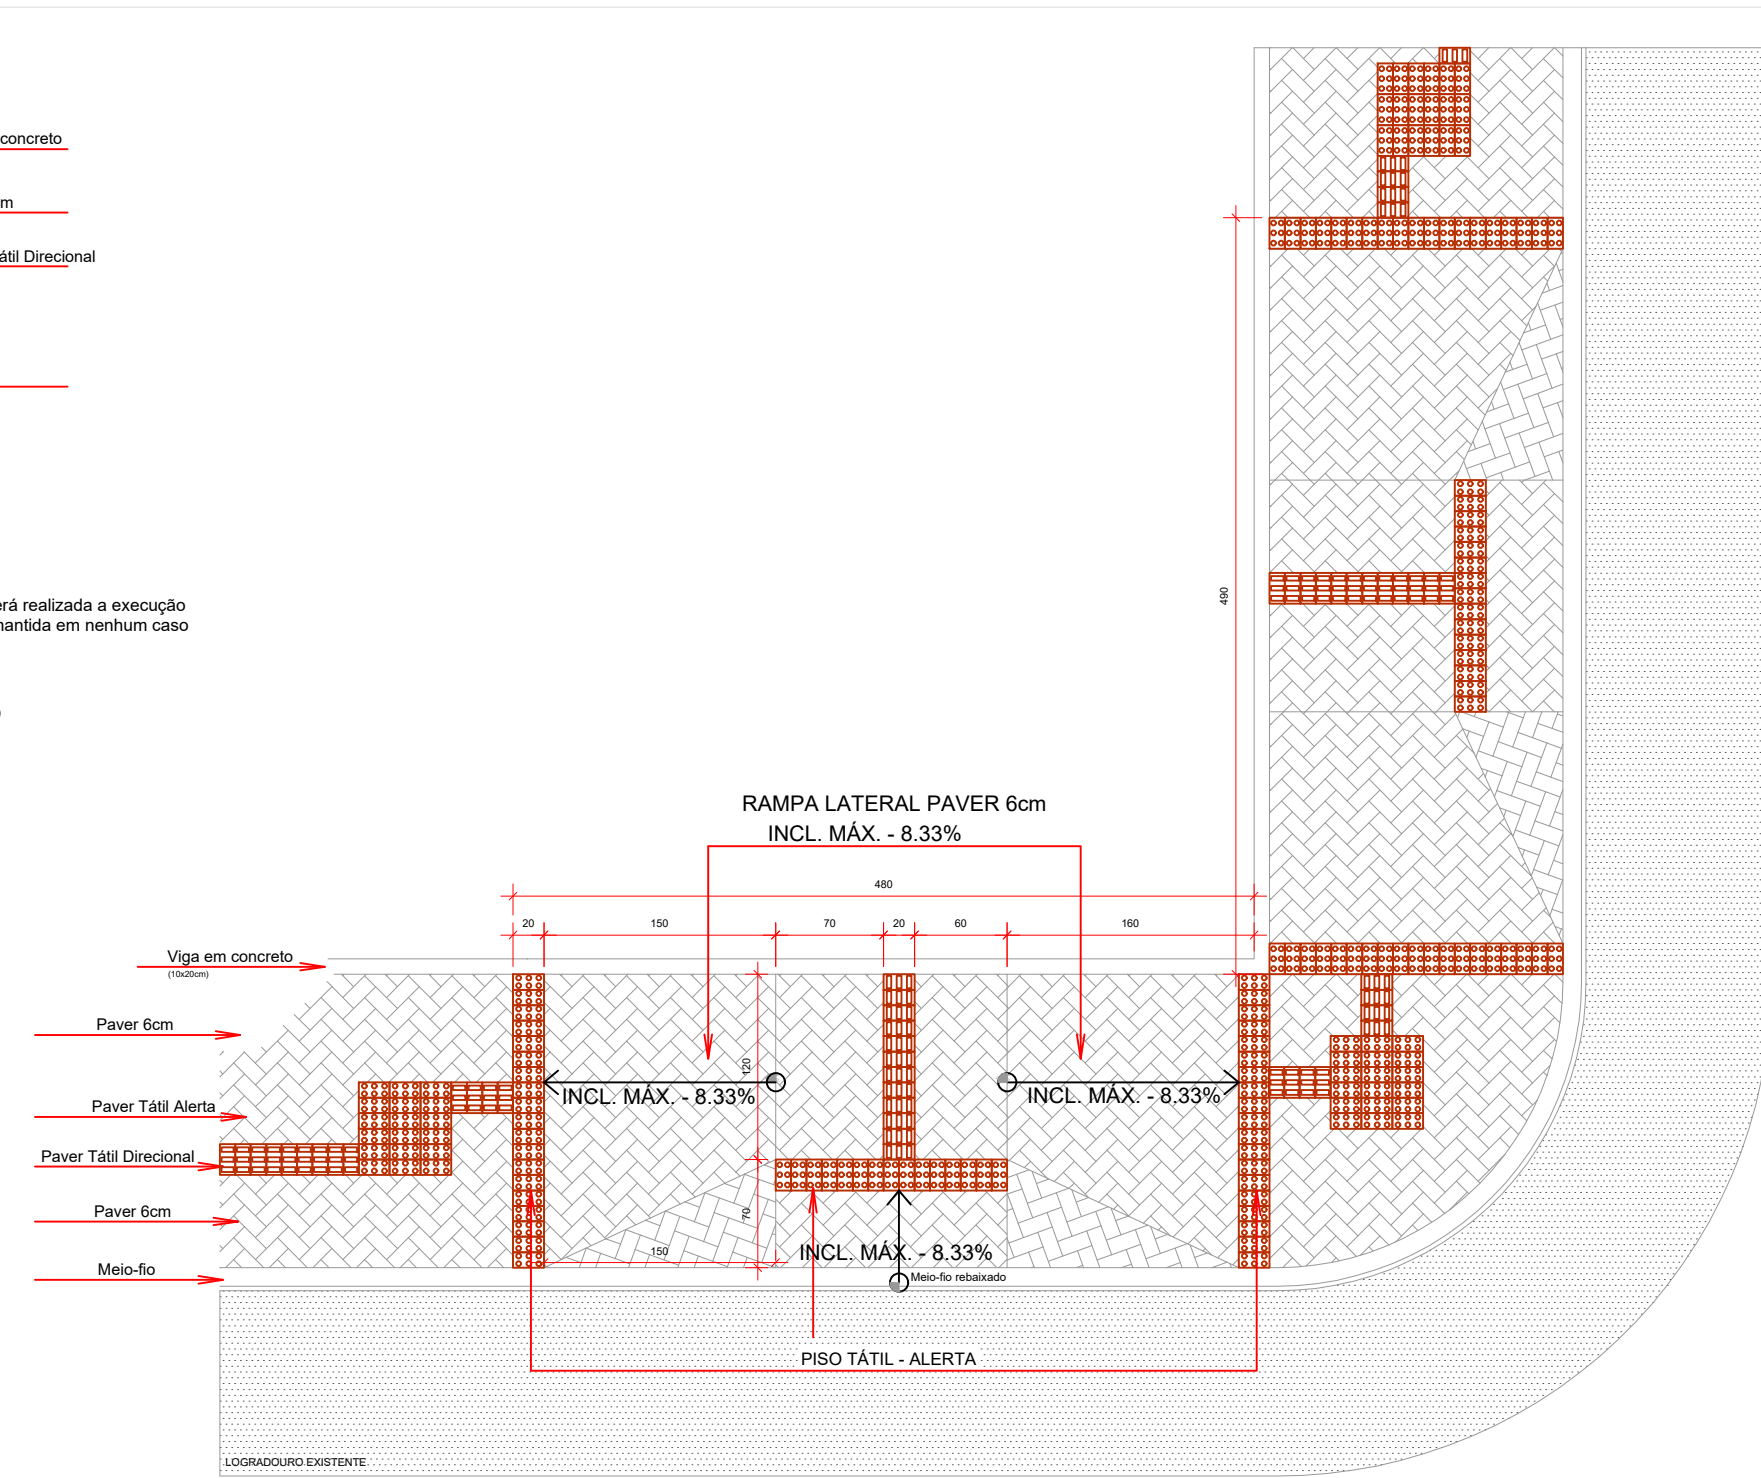 concreto
m
átil Direcional
erá realizada a execução
nantida em nenhum caso
RAMPA LATERAL PAVER 6cm
INCL. MÁX. - 8.33%
490
480
20
150
70
20
60
160
Viga em concreto
(10x20cm)
Paver 6cm
120
INCL. MÁX. - 8.33%
INCL. MÁX. - 8.33%
Paver Tátil Alerta
Paver Tátil Direcional
Paver 6cm
70
150
INCL. MÁX. - 8.33%
Meio-fio
Meio-fio rebaixado
PISO TÁTIL - ALERTA
LOGRADOURO EXISTENTE